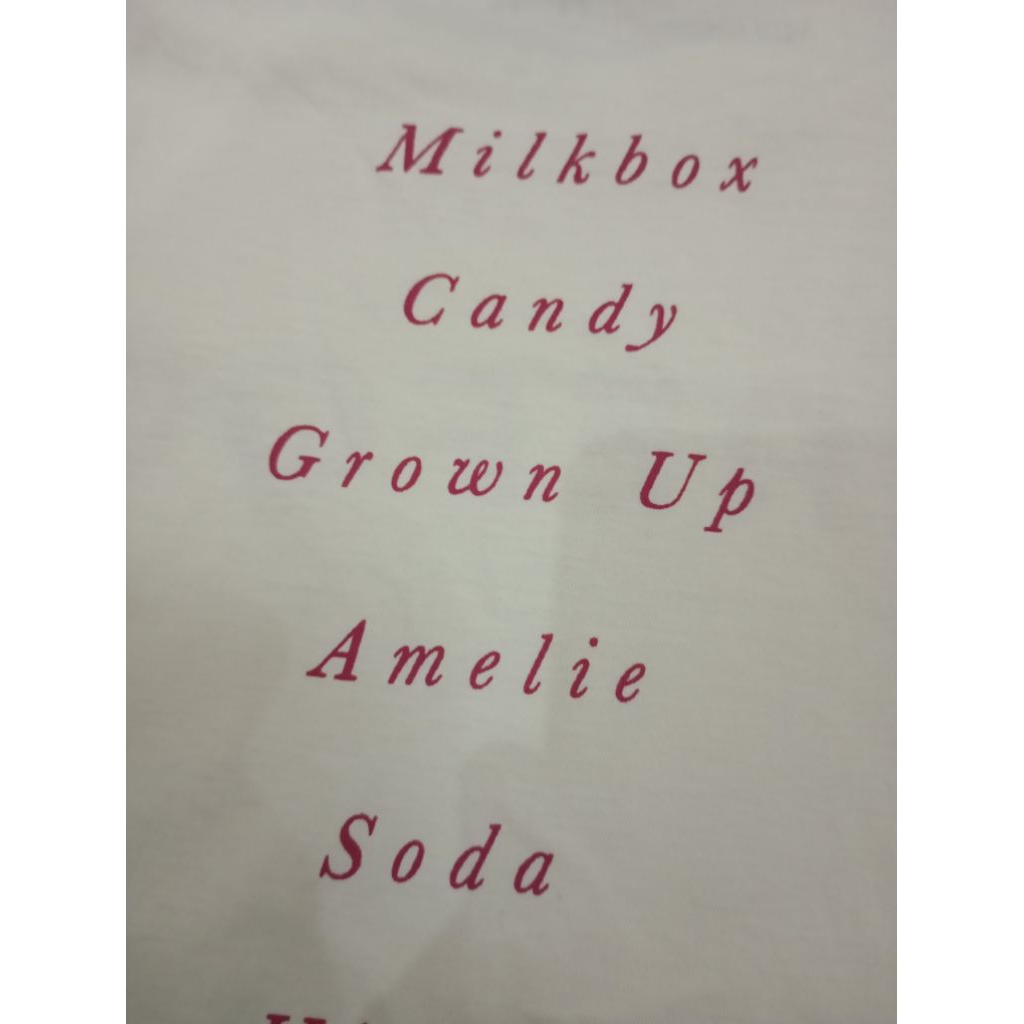 Milkbox
Candy
Grown Up
Amelie
Soda